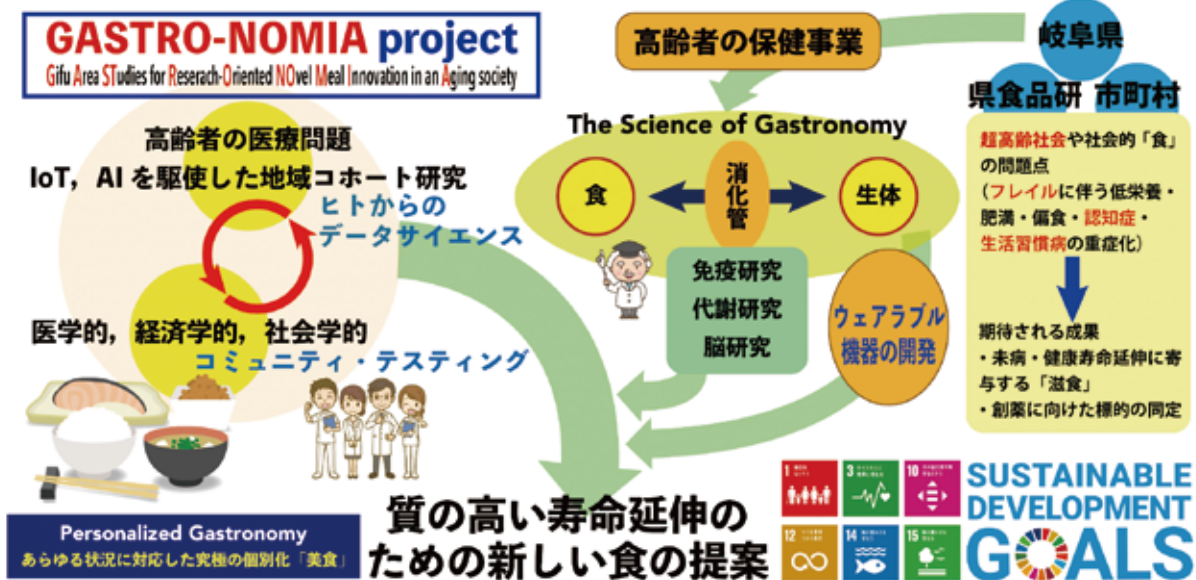 GASTRO-NOMIA project
Gifu Area STudies for Reserach-Oriented NOvel Meal Innovation in an Aging society
高齢者の医療問題
IoT，AIを駆使した地域コホート研究
ヒトからの
データサイエンス
医学的，経済学的，社会学的
コミュニティ・テスティング
Personalized Gastronomy
あらゆる状況に対応した究極の個別化「美食」
高齢者の保健事業
The Science of Gastronomy
食
消化管
生体
免疫研究
代謝研究
脳研究
ウェアラブル
機器の開発
質の高い寿命延伸の
ための新しい食の提案
岐阜県
県食品研 市町村
超高齢社会や社会的「食」
の問題点
（フレイルに伴う低栄養・
肥満・偏食・認知症・
生活習慣病の重症化）
期待される成果
・未病・健康寿命延伸に寄
与する「滋食」
・創薬に向けた標的の同定
1
3
10
12
14
15
SUSTAINABLE
DEVELOPMENT
GOALS